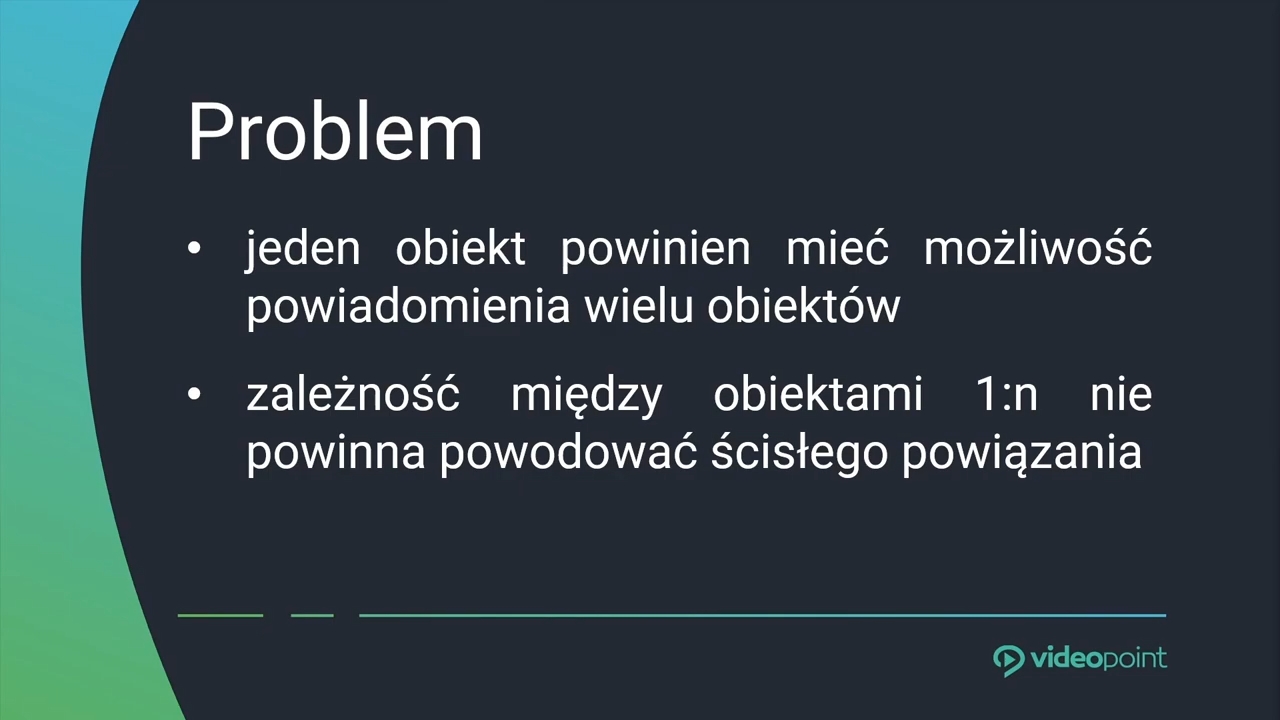 Problem
• jeden obiekt powinien mieć możliwość
powiadomienia wielu obiektów
• zależność między obiektami 1:n nie
powinna powodować ścisłego powiązania
videopoint